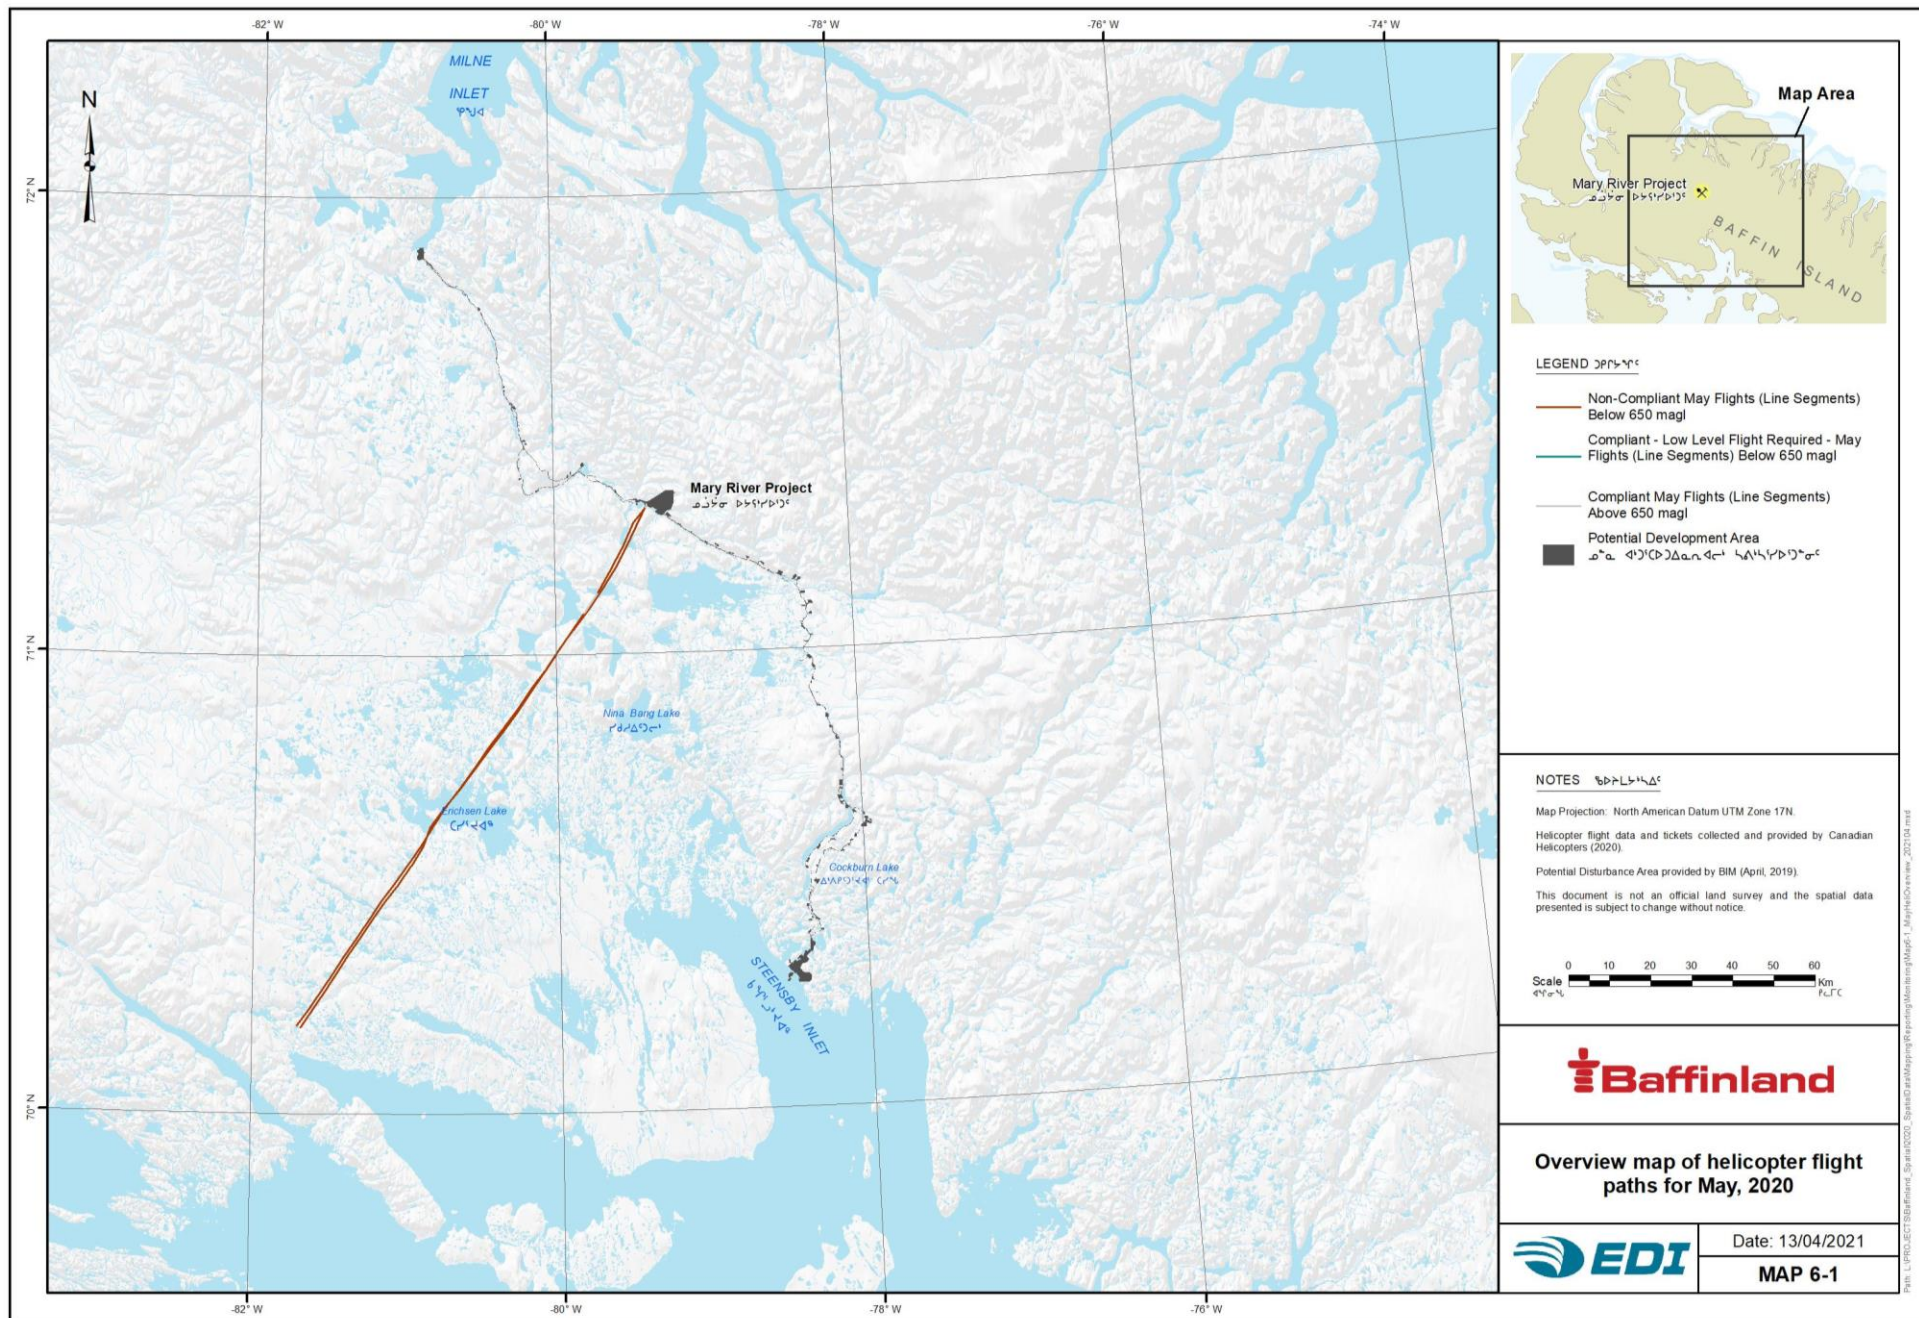 -82° W
-80° W
-78° W
-76° W
-74° W
72° N
71° N
70° N
-82° W
-80° W
-78° W
-76° W
N
MILNE
INLET
Mary River Project
Nina Bang Lake
Erichsen Lake
Cockburn Lake
STEENSBY INLET
Map Area
Mary River Project
BAFFIN ISLAND
LEGEND
Non-Compliant May Flights (Line Segments)
Below 650 magl
Compliant - Low Level Flight Required - May
Flights (Line Segments) Below 650 magl
Compliant May Flights (Line Segments)
Above 650 magl
Potential Development Area
NOTES
Map Projection: North American Datum UTM Zone 17N.
Helicopter flight data and tickets collected and provided by Canadian
Helicopters (2020).
Potential Disturbance Area provided by BIM (April, 2019).
This document is not an official land survey and the spatial data
presented is subject to change without notice.
0 10 20 30 40 50 60
Scale
Km
Baffinland
Overview map of helicopter flight
paths for May, 2020
EDI
Date: 13/04/2021
MAP 6-1